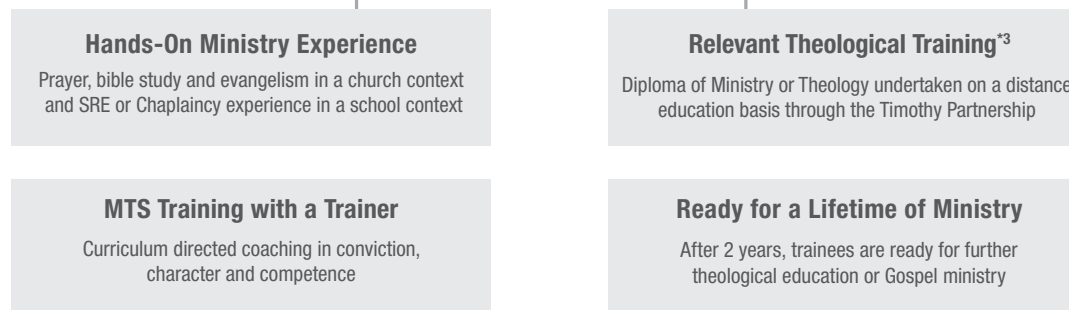 Hands-On Ministry Experience
Prayer, bible study and evangelism in a church context
and SRE or Chaplaincy experience in a school context
Relevant Theological Training*3
Diploma of Ministry or Theology undertaken on a distance
education basis through the Timothy Partnership
MTS Training with a Trainer
Curriculum directed coaching in conviction,
character and competence
Ready for a Lifetime of Ministry
After 2 years, trainees are ready for further
theological education or Gospel ministry